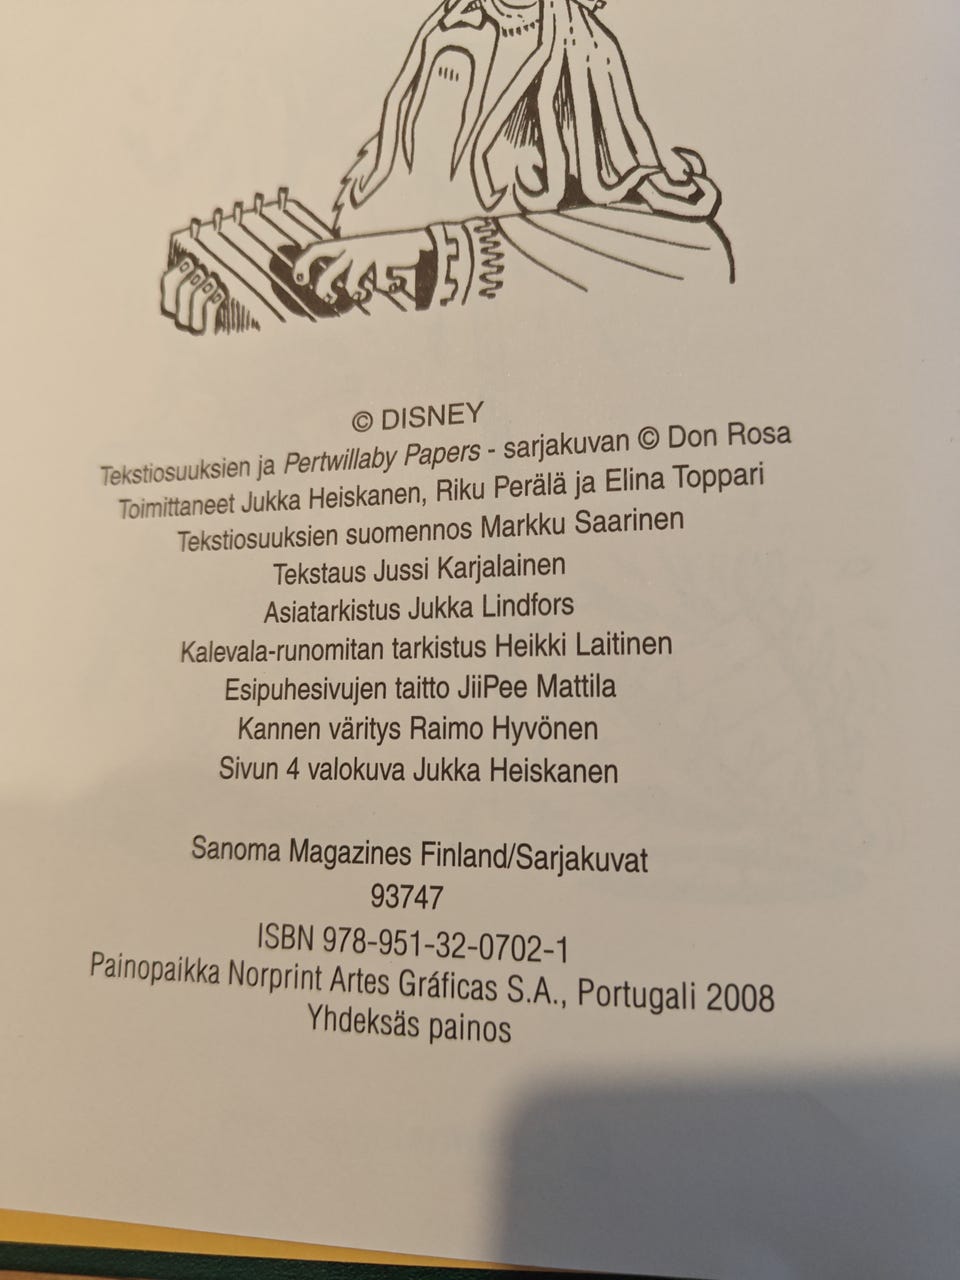 © DISNEY
Tekstiosuuksien ja Pertwillaby Papers - sarjakuvan © Don Rosa
Toimittaneet Jukka Heiskanen, Riku Perälä ja Elina Toppari
Tekstiosuuksien suomennos Markku Saarinen
Tekstaus Jussi Karjalainen
Asiatarkistus Jukka Lindfors
Kalevala-runomitan tarkistus Heikki Laitinen
Esipuhesivujen taitto JiiPee Mattila
Kannen väritys Raimo Hyvönen
Sivun 4 valokuva Jukka Heiskanen
Sanoma Magazines Finland/Sarjakuvat
93747
ISBN 978-951-32-0702-1
Painopaikka Norprint Artes Gráficas S.A., Portugali 2008
Yhdeksäs painos